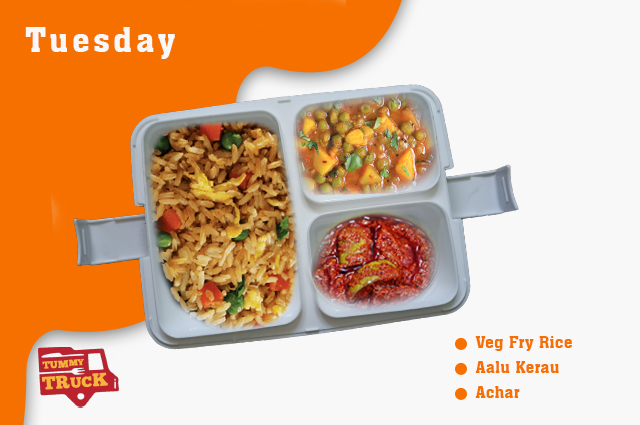 Tuesday
TUMMY
TRUCK
Veg Fry Rice
Aalu Kerau
Achar